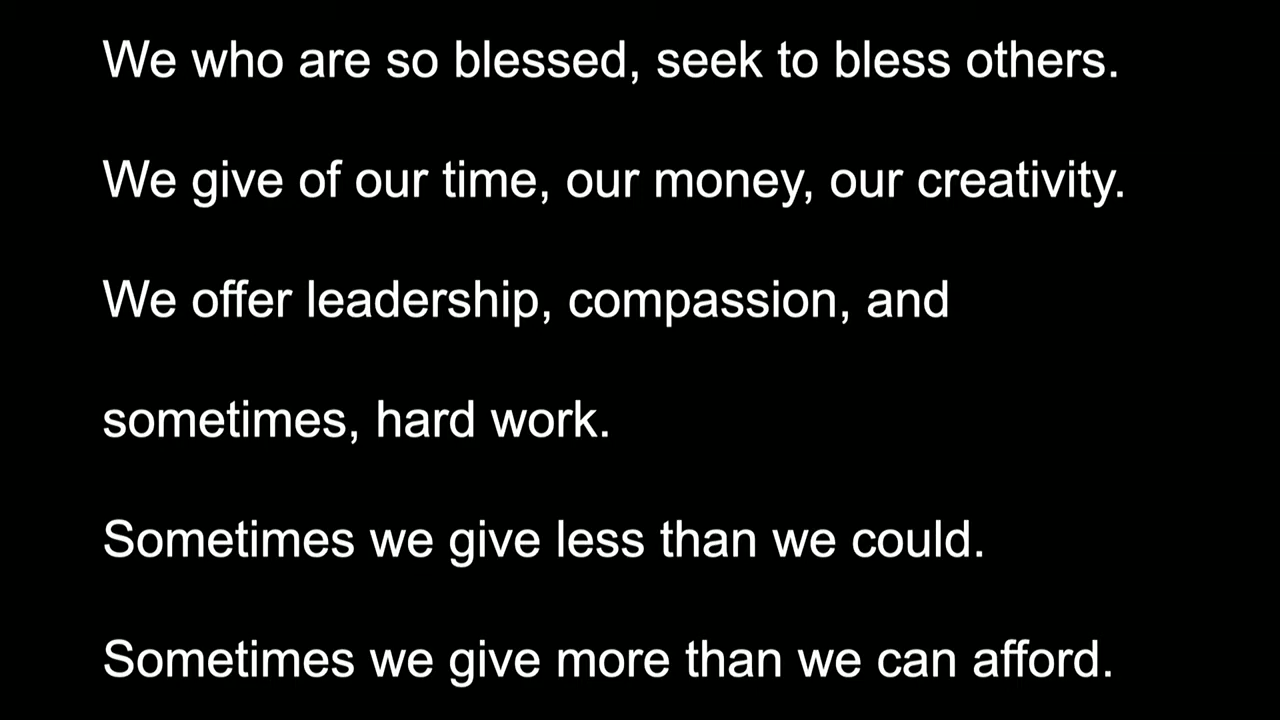 We who are so blessed, seek to bless others.
We give of our time, our money, our creativity.
We offer leadership, compassion, and
sometimes, hard work.
Sometimes we give less than we could.
Sometimes we give more than we can afford.